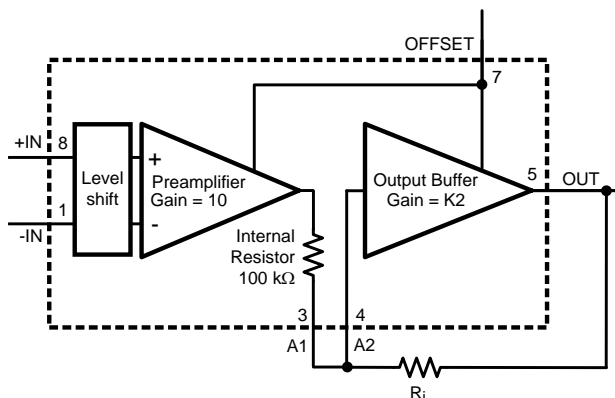 OFFSET
7
+IN
8
Level
shift
1
-IN
+
-
Preamplifier
Gain = 10
Output Buffer
Gain = K2
5
OUT
Internal
Resistor
100 kΩ
3
4
A1
A2
Ri